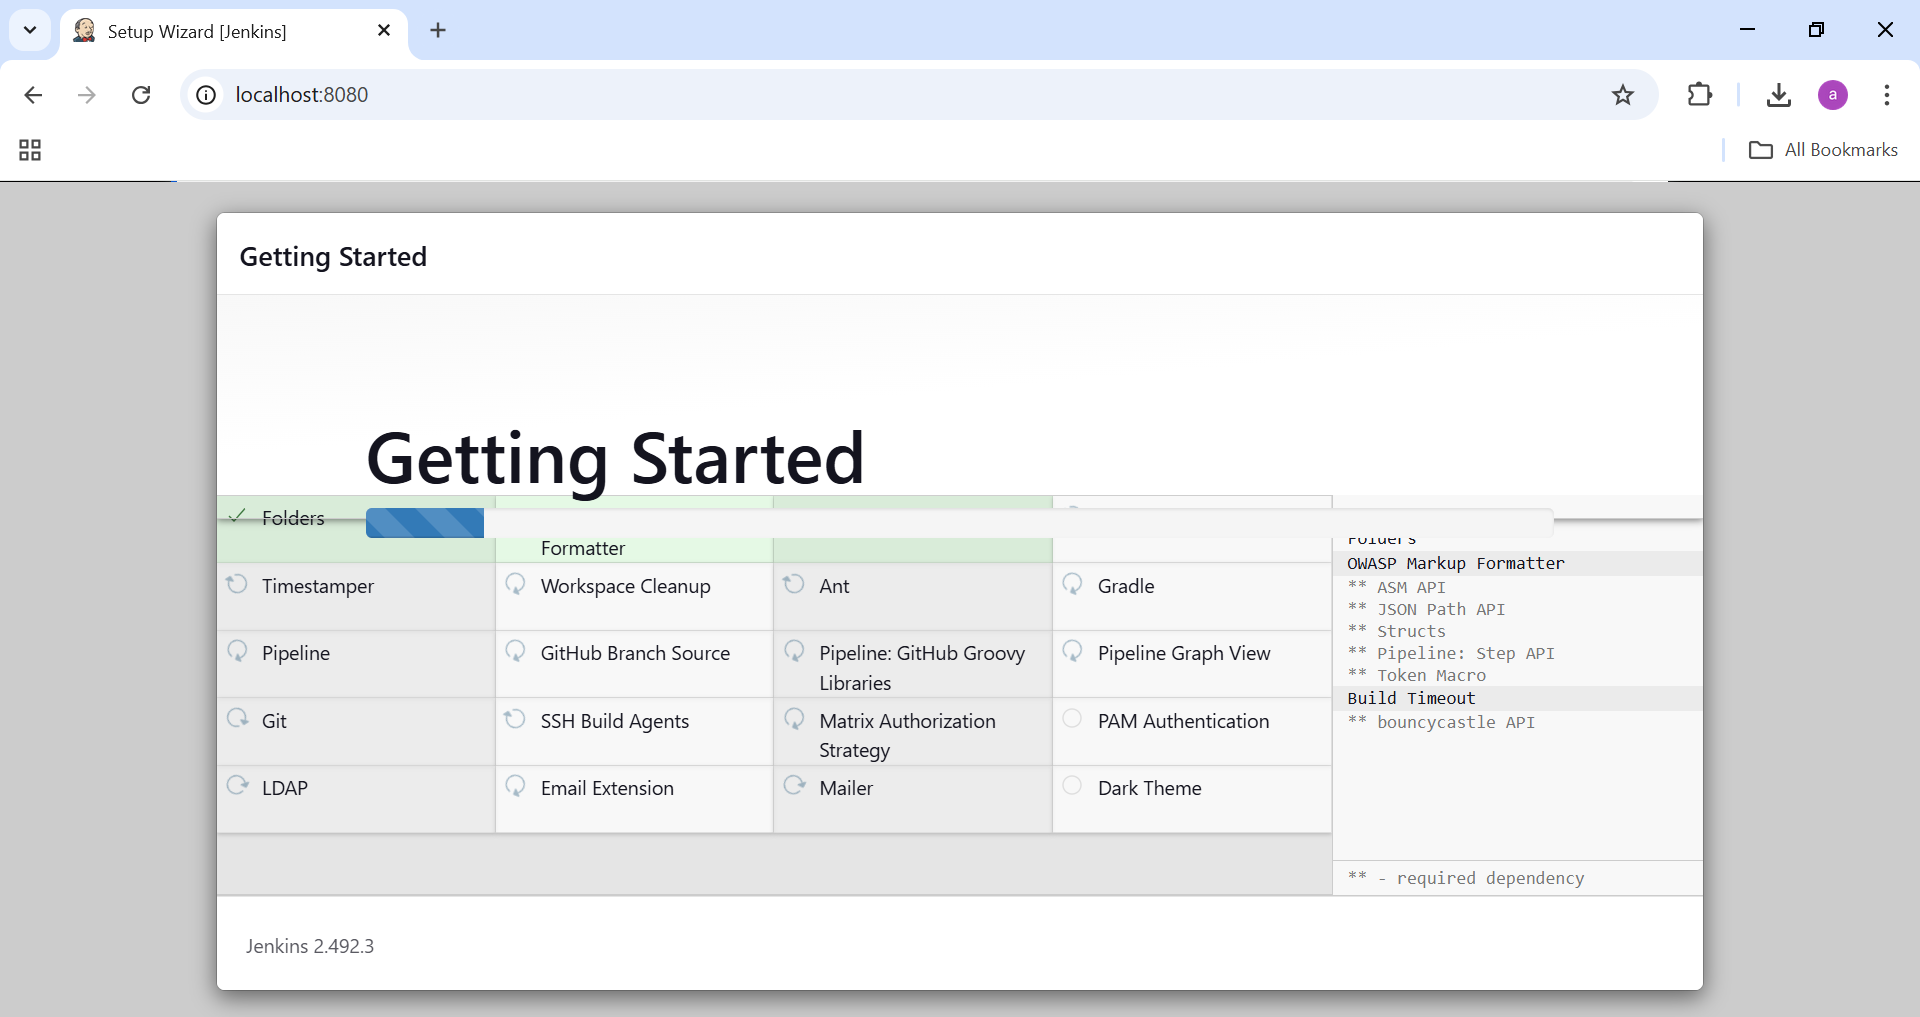 Setup Wizard [Jenkins]
localhost:8080
a
All Bookmarks
Getting Started
Getting Started
Folders
Formatter
Timestamper
Workspace Cleanup
Ant
Gradle
Pipeline
GitHub Branch Source
Pipeline: GitHub Groovy
Libraries
Pipeline Graph View
Git
SSH Build Agents
Matrix Authorization
Strategy
PAM Authentication
LDAP
Email Extension
Mailer
Dark Theme
Folders
OWASP Markup Formatter
** ASM API
** JSON Path API
** Structs
** Pipeline: Step API
** Token Macro
Build Timeout
** bouncycastle API
** - required dependency
Jenkins 2.492.3